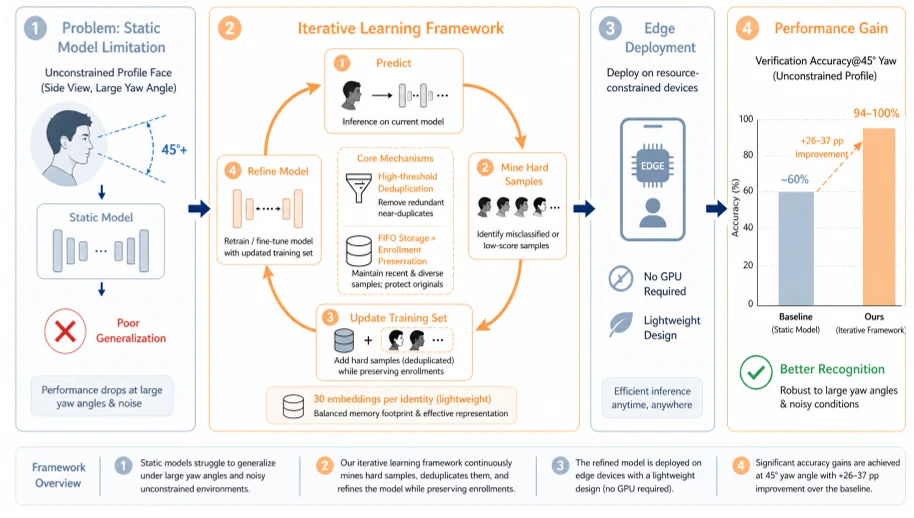 1
Problem: Static
Model Limitation
Unconstrained Profile Face
(Side View, Large Yaw Angle)
45°+
Static Model
Poor
Generalization
Performance drops at large
yaw angles & noise
2
Iterative Learning Framework
1
Predict
Inference on current model
2
Mine Hard
Samples
Identify misclassified or
low-score samples
3
Update Training Set
+
Add hard samples (deduplicated)
while preserving enrollments
4
Refine Model
Retrain / fine-tune model
with updated training set
Core Mechanisms
High-threshold
Deduplication
Remove redundant
near-duplicates
FIFO Storage +
Enrollment
Preserration
Maintain recent & diverse
samples; protect originals
30 embeddings per identity (lightweight)
Balanced memory footprint & effective representation
3
Edge
Deployment
Deploy on resource-
constrained devices
EDGE
No GPU
Required
Lightweight
Design
Efficient inference
anytime, anywhere
4
Performance Gain
Verification Accuracy@45° Yaw
(Unconstrained Profile)
94–100%
+26–37 pp
improvement
~60%
Accuracy (%)
100
80
60
40
20
0
Baseline
(Static Model)
Ours
(Iterative Framework)
Better Recognition
Robust to large yaw angles
& noisy conditions
Framework
Overview
1
Static models struggle to generalize
under large yaw angles and noisy
unconstrained environments.
2
Our iterative learning framework continuously
mines hard samples, deduplicates them, and
refines the model while preserving enrollments.
3
The refined model is deployed on
edge devices with a lightweight
design (no GPU required).
4
Significant accuracy gains are achieved
at 45° yaw angle with +26–37 pp
improvement over the baseline.